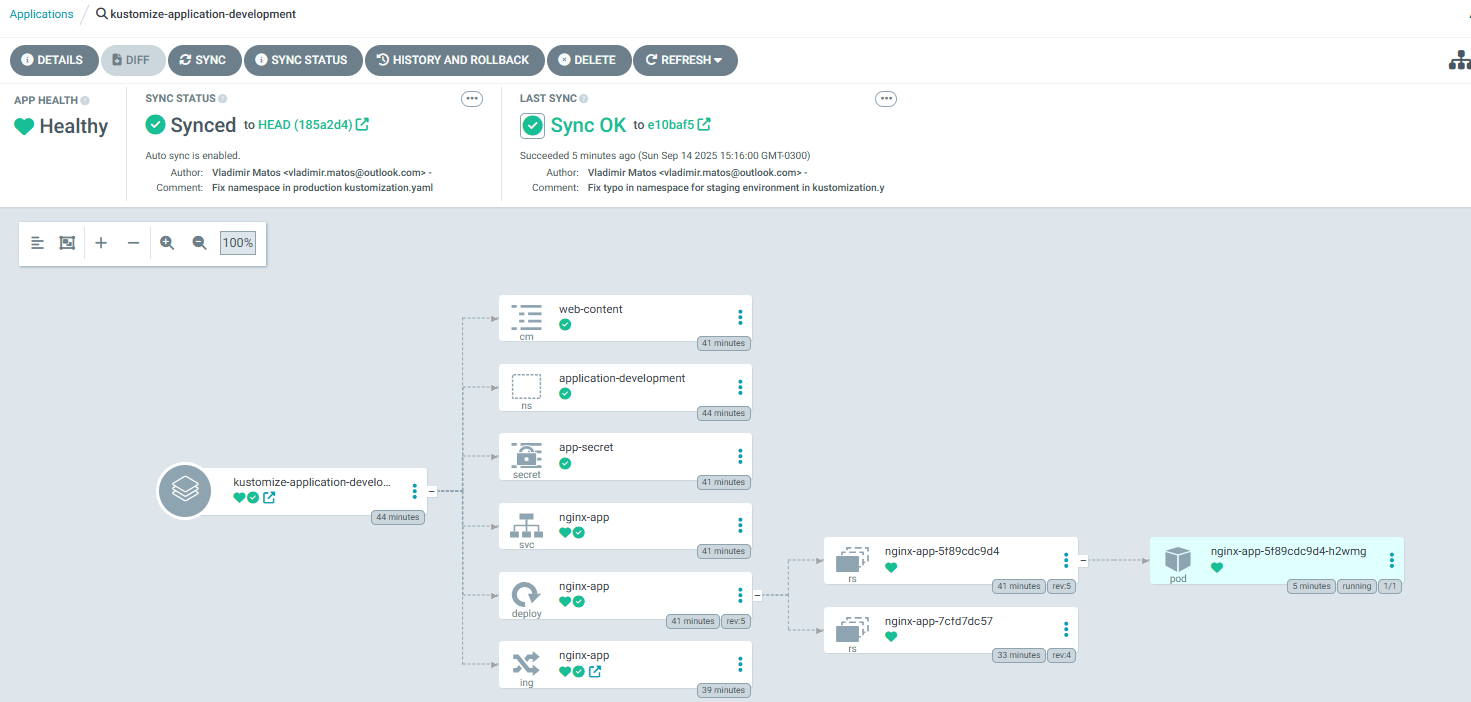 Applications / kustomize-application-development
DETAILS DIFF SYNC SYNC STATUS HISTORY AND ROLLBACK DELETE REFRESH
APP HEALTH
Healthy
SYNC STATUS
Synced to HEAD (185a2d4)
Auto sync is enabled.
Author: Vladimir Matos <vladimir.matos@outlook.com> -
Comment: Fix namespace in production kustomization.yaml
LAST SYNC
Sync OK to e10baf5
Succeeded 5 minutes ago (Sun Sep 14 2025 15:16:00 GMT-0300)
Author: Vladimir Matos <vladimir.matos@outlook.com> -
Comment: Fix typo in namespace for staging environment in kustomization.y
100%
kustomize-application-develo...
44 minutes
web-content
cm
41 minutes
application-development
ns
44 minutes
app-secret
secret
41 minutes
nginx-app
svc
41 minutes
nginx-app
deploy
41 minutes rev:5
nginx-app
ing
39 minutes
nginx-app-5f89cdc9d4
rs
41 minutes rev:5
nginx-app-7cfd7dc57
rs
33 minutes rev:4
nginx-app-5f89cdc9d4-h2wmg
pod
5 minutes running 1/1